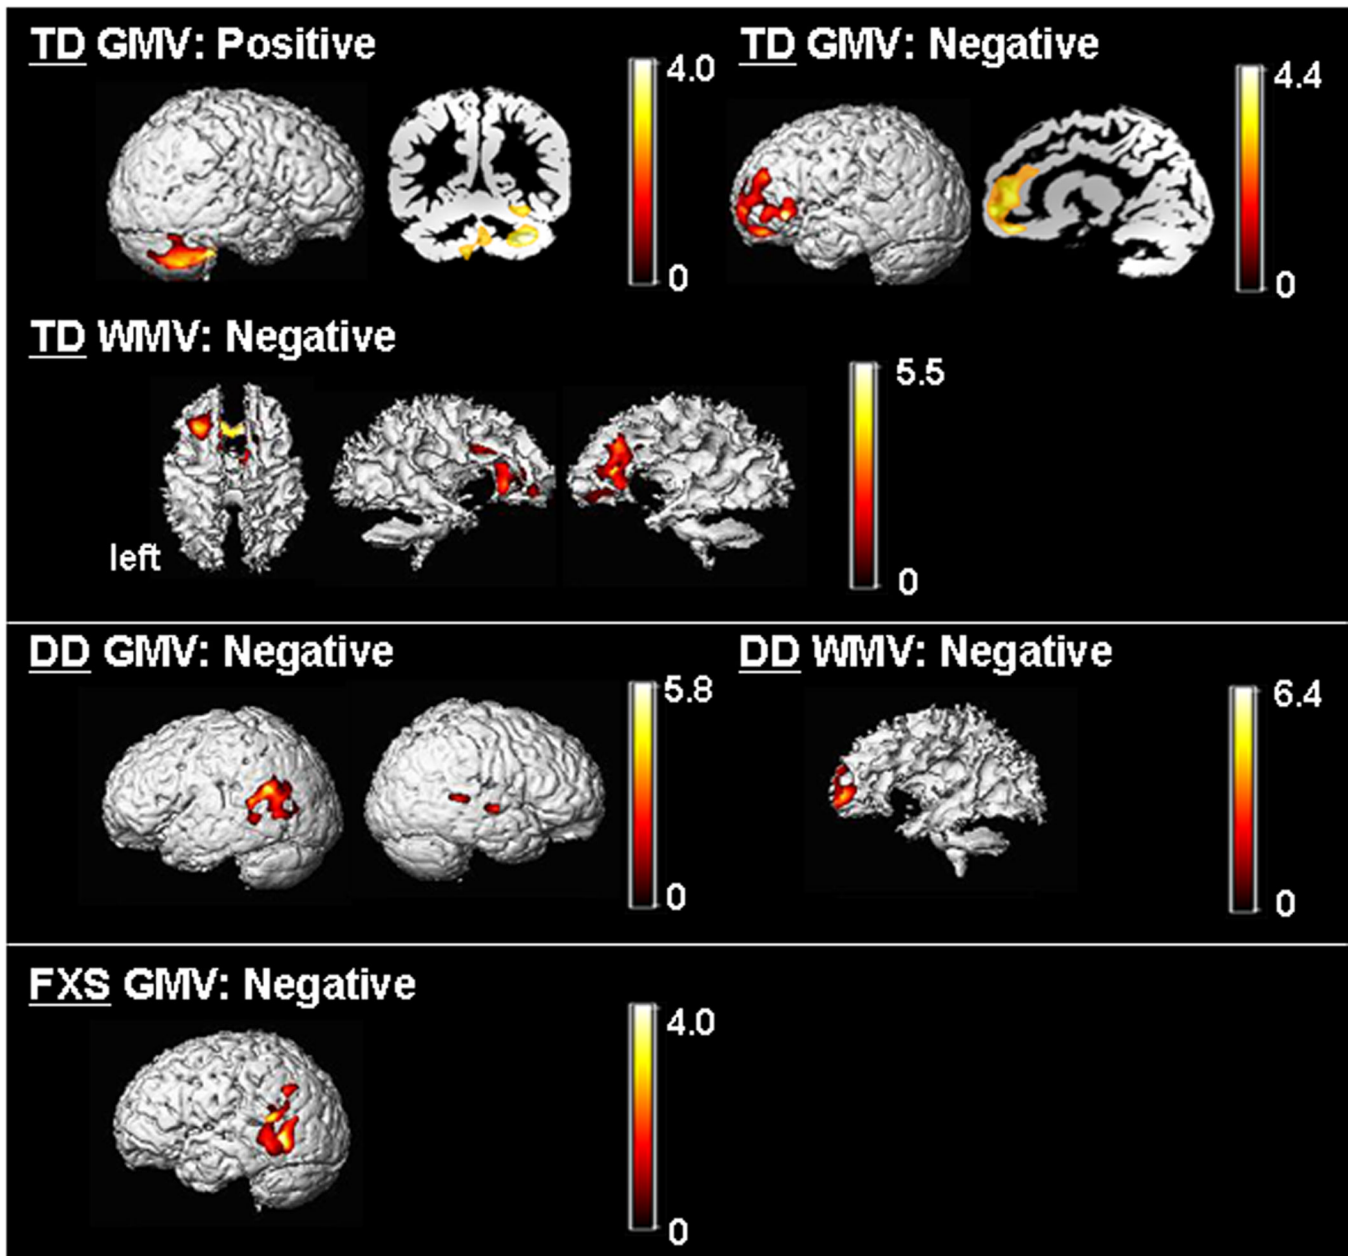 TD GMV: Positive
4.0
0
TD GMV: Negative
4.4
0
TD WMV: Negative
left
5.5
0
DD GMV: Negative
5.8
0
DD WMV: Negative
6.4
0
FXS GMV: Negative
4.0
0